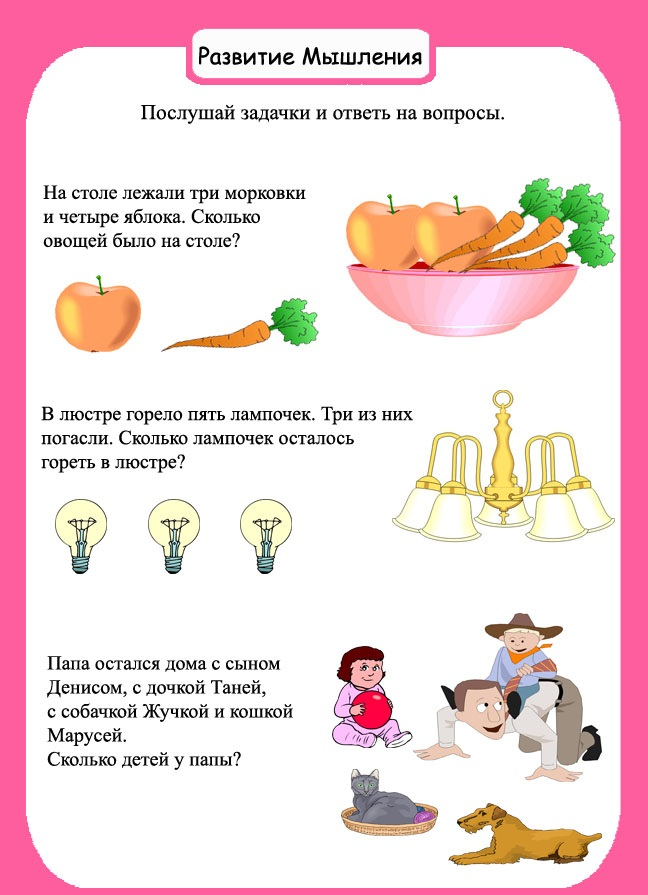 Развитие Мышления
Послушай задачки и ответь на вопросы.
На столе лежали три морковки
и четыре яблока. Сколько
овощей было на столе?
В люстре горело пять лампочек. Три из них
погасли. Сколько лампочек осталось
гореть в люстре?
Папа остался дома с сыном
Денисом, с дочкой Таней,
с собачкой Жучкой и кошкой
Марусей.
Сколько детей у папы?